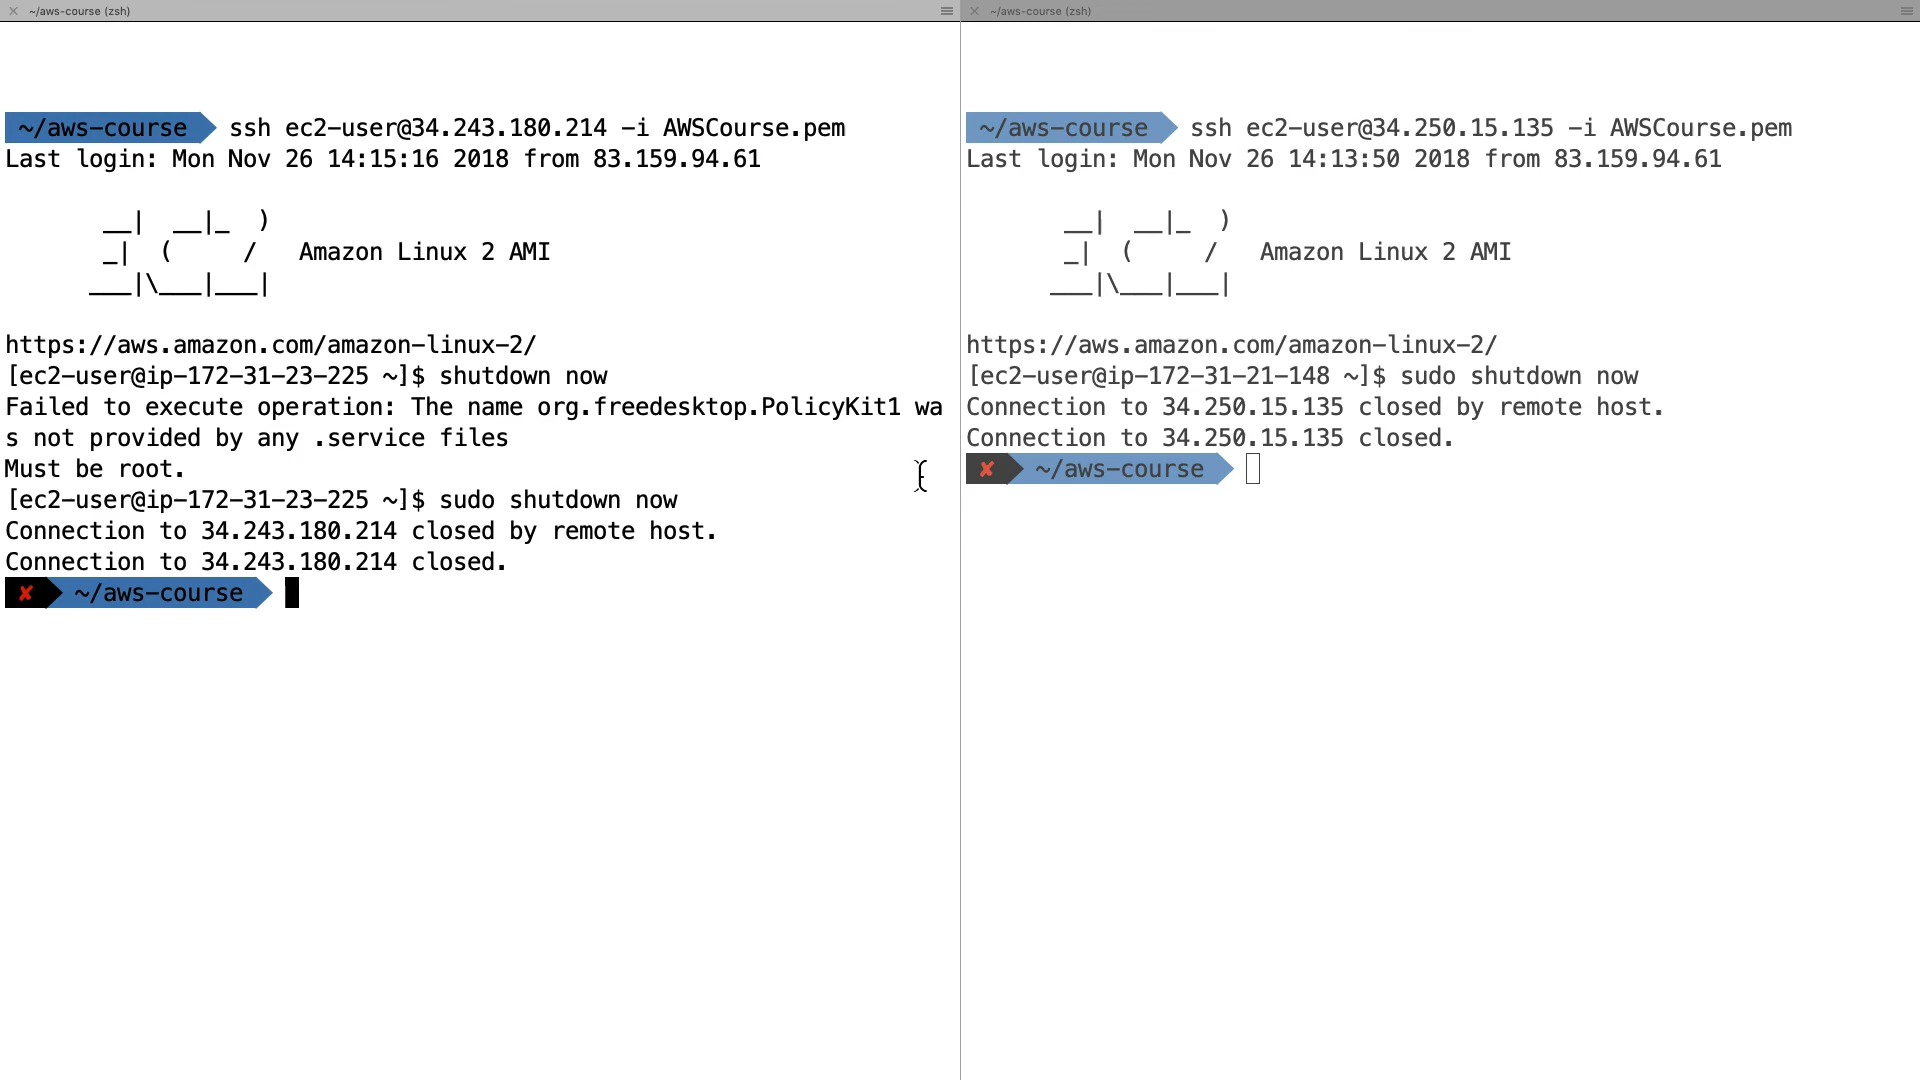 ~/aws-course (zsh)
~/aws-course ssh ec2-user@34.243.180.214 -i AWSCourse.pem
Last login: Mon Nov 26 14:15:16 2018 from 83.159.94.61
__|  __|_  )
_|  (     /   Amazon Linux 2 AMI
___|\___|___|
https://aws.amazon.com/amazon-linux-2/
[ec2-user@ip-172-31-23-225 ~]$ shutdown now
Failed to execute operation: The name org.freedesktop.PolicyKit1 wa
s not provided by any .service files
Must be root.
[ec2-user@ip-172-31-23-225 ~]$ sudo shutdown now
Connection to 34.243.180.214 closed by remote host.
Connection to 34.243.180.214 closed.
✘ ~/aws-course
~/aws-course (zsh)
~/aws-course ssh ec2-user@34.250.15.135 -i AWSCourse.pem
Last login: Mon Nov 26 14:13:50 2018 from 83.159.94.61
__|  __|_  )
_|  (     /   Amazon Linux 2 AMI
___|\___|___|
https://aws.amazon.com/amazon-linux-2/
[ec2-user@ip-172-31-21-148 ~]$ sudo shutdown now
Connection to 34.250.15.135 closed by remote host.
Connection to 34.250.15.135 closed.
✘ ~/aws-course